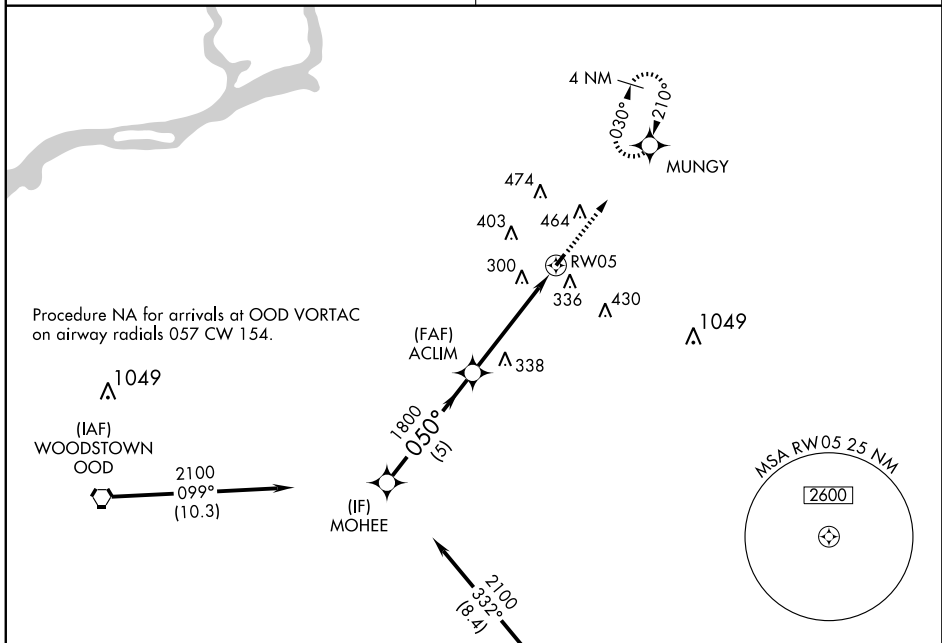 4 NM
030°
210°
MUNGY
474
464
403
300
RW05
336
430
Procedure NA for arrivals at OOD VORTAC
on airway radials 057 CW 154.
(FAF)
ACLIM
338
1049
1049
(IAF)
WOODSTOWN
OOD
2100
099°
(10.3)
1800
050°
(5)
(IF)
MOHEE
2100
332°
(8.4)
MSA RW05 25 NM
2600